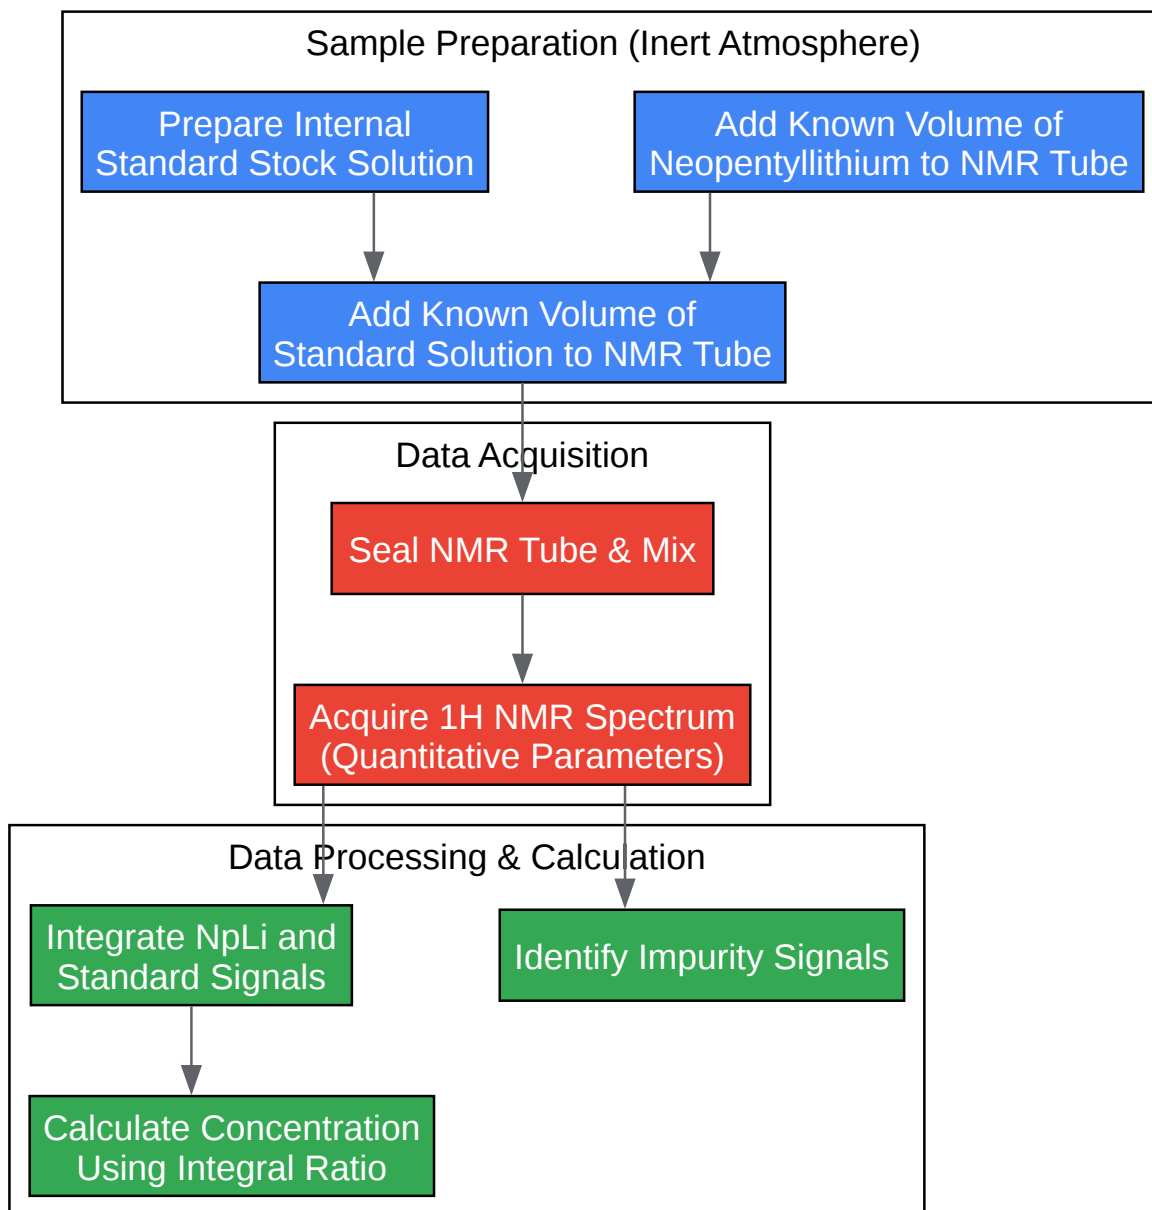 Sample Preparation (Inert Atmosphere)
Prepare Internal
Standard Stock Solution
Add Known Volume of
Neopentyllithium to NMR Tube
Add Known Volume of
Standard Solution to NMR Tube
Data Acquisition
Seal NMR Tube & Mix
Acquire 1H NMR Spectrum
(Quantitative Parameters)
Data Processing & Calculation
Integrate NpLi and
Standard Signals
Identify Impurity Signals
Calculate Concentration
Using Integral Ratio